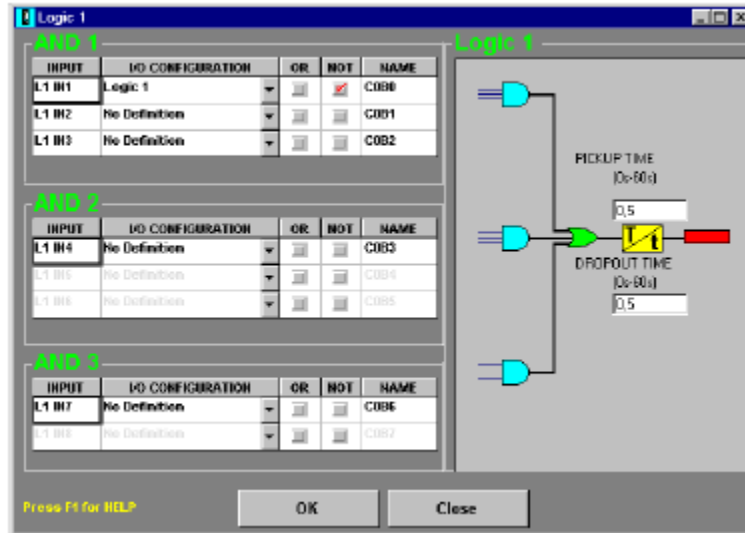 Logic 1
AND 1
INPUT I/O CONFIGURATION OR NOT NAME
L1 IN1 Logic 1 C0B0
L1 IN2 No Definition C0B1
L1 IN3 No Definition C0B2
AND 2
INPUT I/O CONFIGURATION OR NOT NAME
L1 IN4 No Definition C0B3
L1 IN5 No Definition C0B4
L1 IN6 No Definition C0B5
AND 3
INPUT I/O CONFIGURATION OR NOT NAME
L1 IN7 No Definition C0B6
L1 IN8 No Definition C0B7
Logic 1
PICKUP TIME
(0s-60s)
0,5
T
t
DROPOUT TIME
(0s-60s)
0,5
Press F1 for HELP
OK
Close